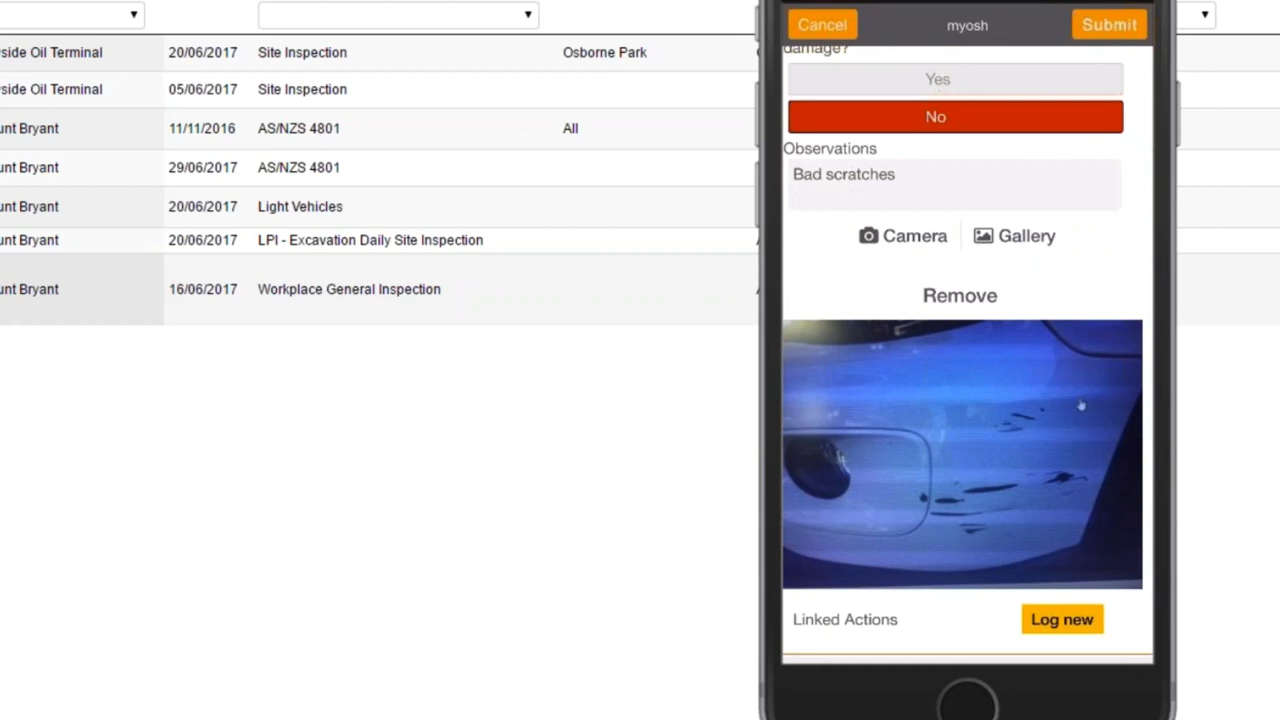 side Oil Terminal 20/06/2017 Site Inspection Osborne Park
side Oil Terminal 05/06/2017 Site Inspection
unt Bryant 11/11/2016 AS/NZS 4801 All
unt Bryant 29/06/2017 AS/NZS 4801
unt Bryant 20/06/2017 Light Vehicles
unt Bryant 20/06/2017 LPI - Excavation Daily Site Inspection
unt Bryant 16/06/2017 Workplace General Inspection
Cancel myosh Submit
damage?
Yes
No
Observations
Bad scratches
Camera Gallery
Remove
Linked Actions Log new